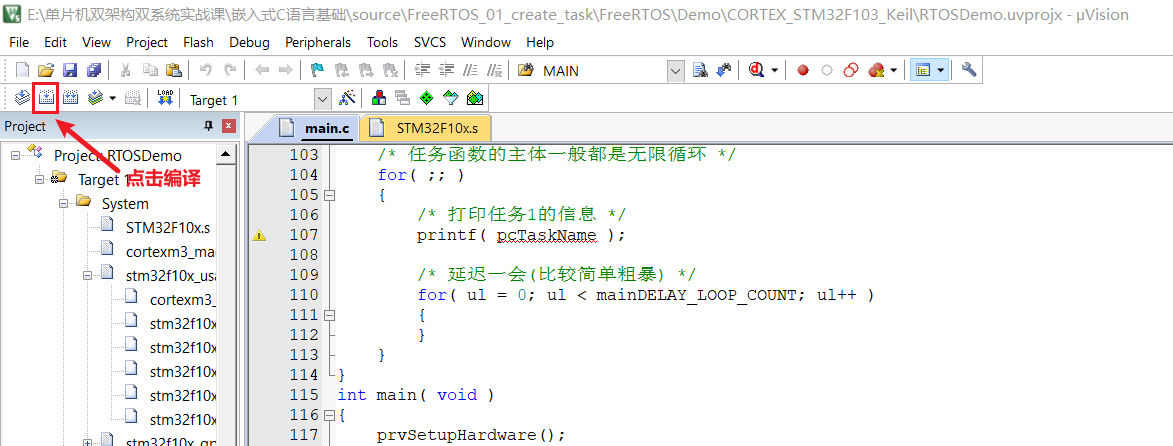 E:\单片机双架构双系统实战课\嵌入式C语言基础\source\FreeRTOS_01_create_task\FreeRTOS\Demo\CORTEX_STM32F103_Keil\RTOSDemo.uvprojx - µVision
File Edit View Project Flash Debug Peripherals Tools SVCS Window Help
MAIN
LOAD
Target 1
Project
main.c
STM32F10x.s
Project: RTOSDemo
Target 1
点击编译
System
STM32F10x.s
cortexm3_ma
stm32f10x_usa
cortexm3_
stm32f10x
stm32f10x
stm32f10x
stm32f10x
stm32f10x
stm32f10x_gp
103 /* 任务函数的主体一般都是无限循环 */
104 for( ;; )
105 {
106 /* 打印任务1的信息 */
107 printf( pcTaskName );
108
109 /* 延迟一会(比较简单粗暴) */
110 for( ul = 0; ul < mainDELAY_LOOP_COUNT; ul++ )
111 {
112 }
113 }
114 }
115 int main( void )
116 {
117 prvSetupHardware();